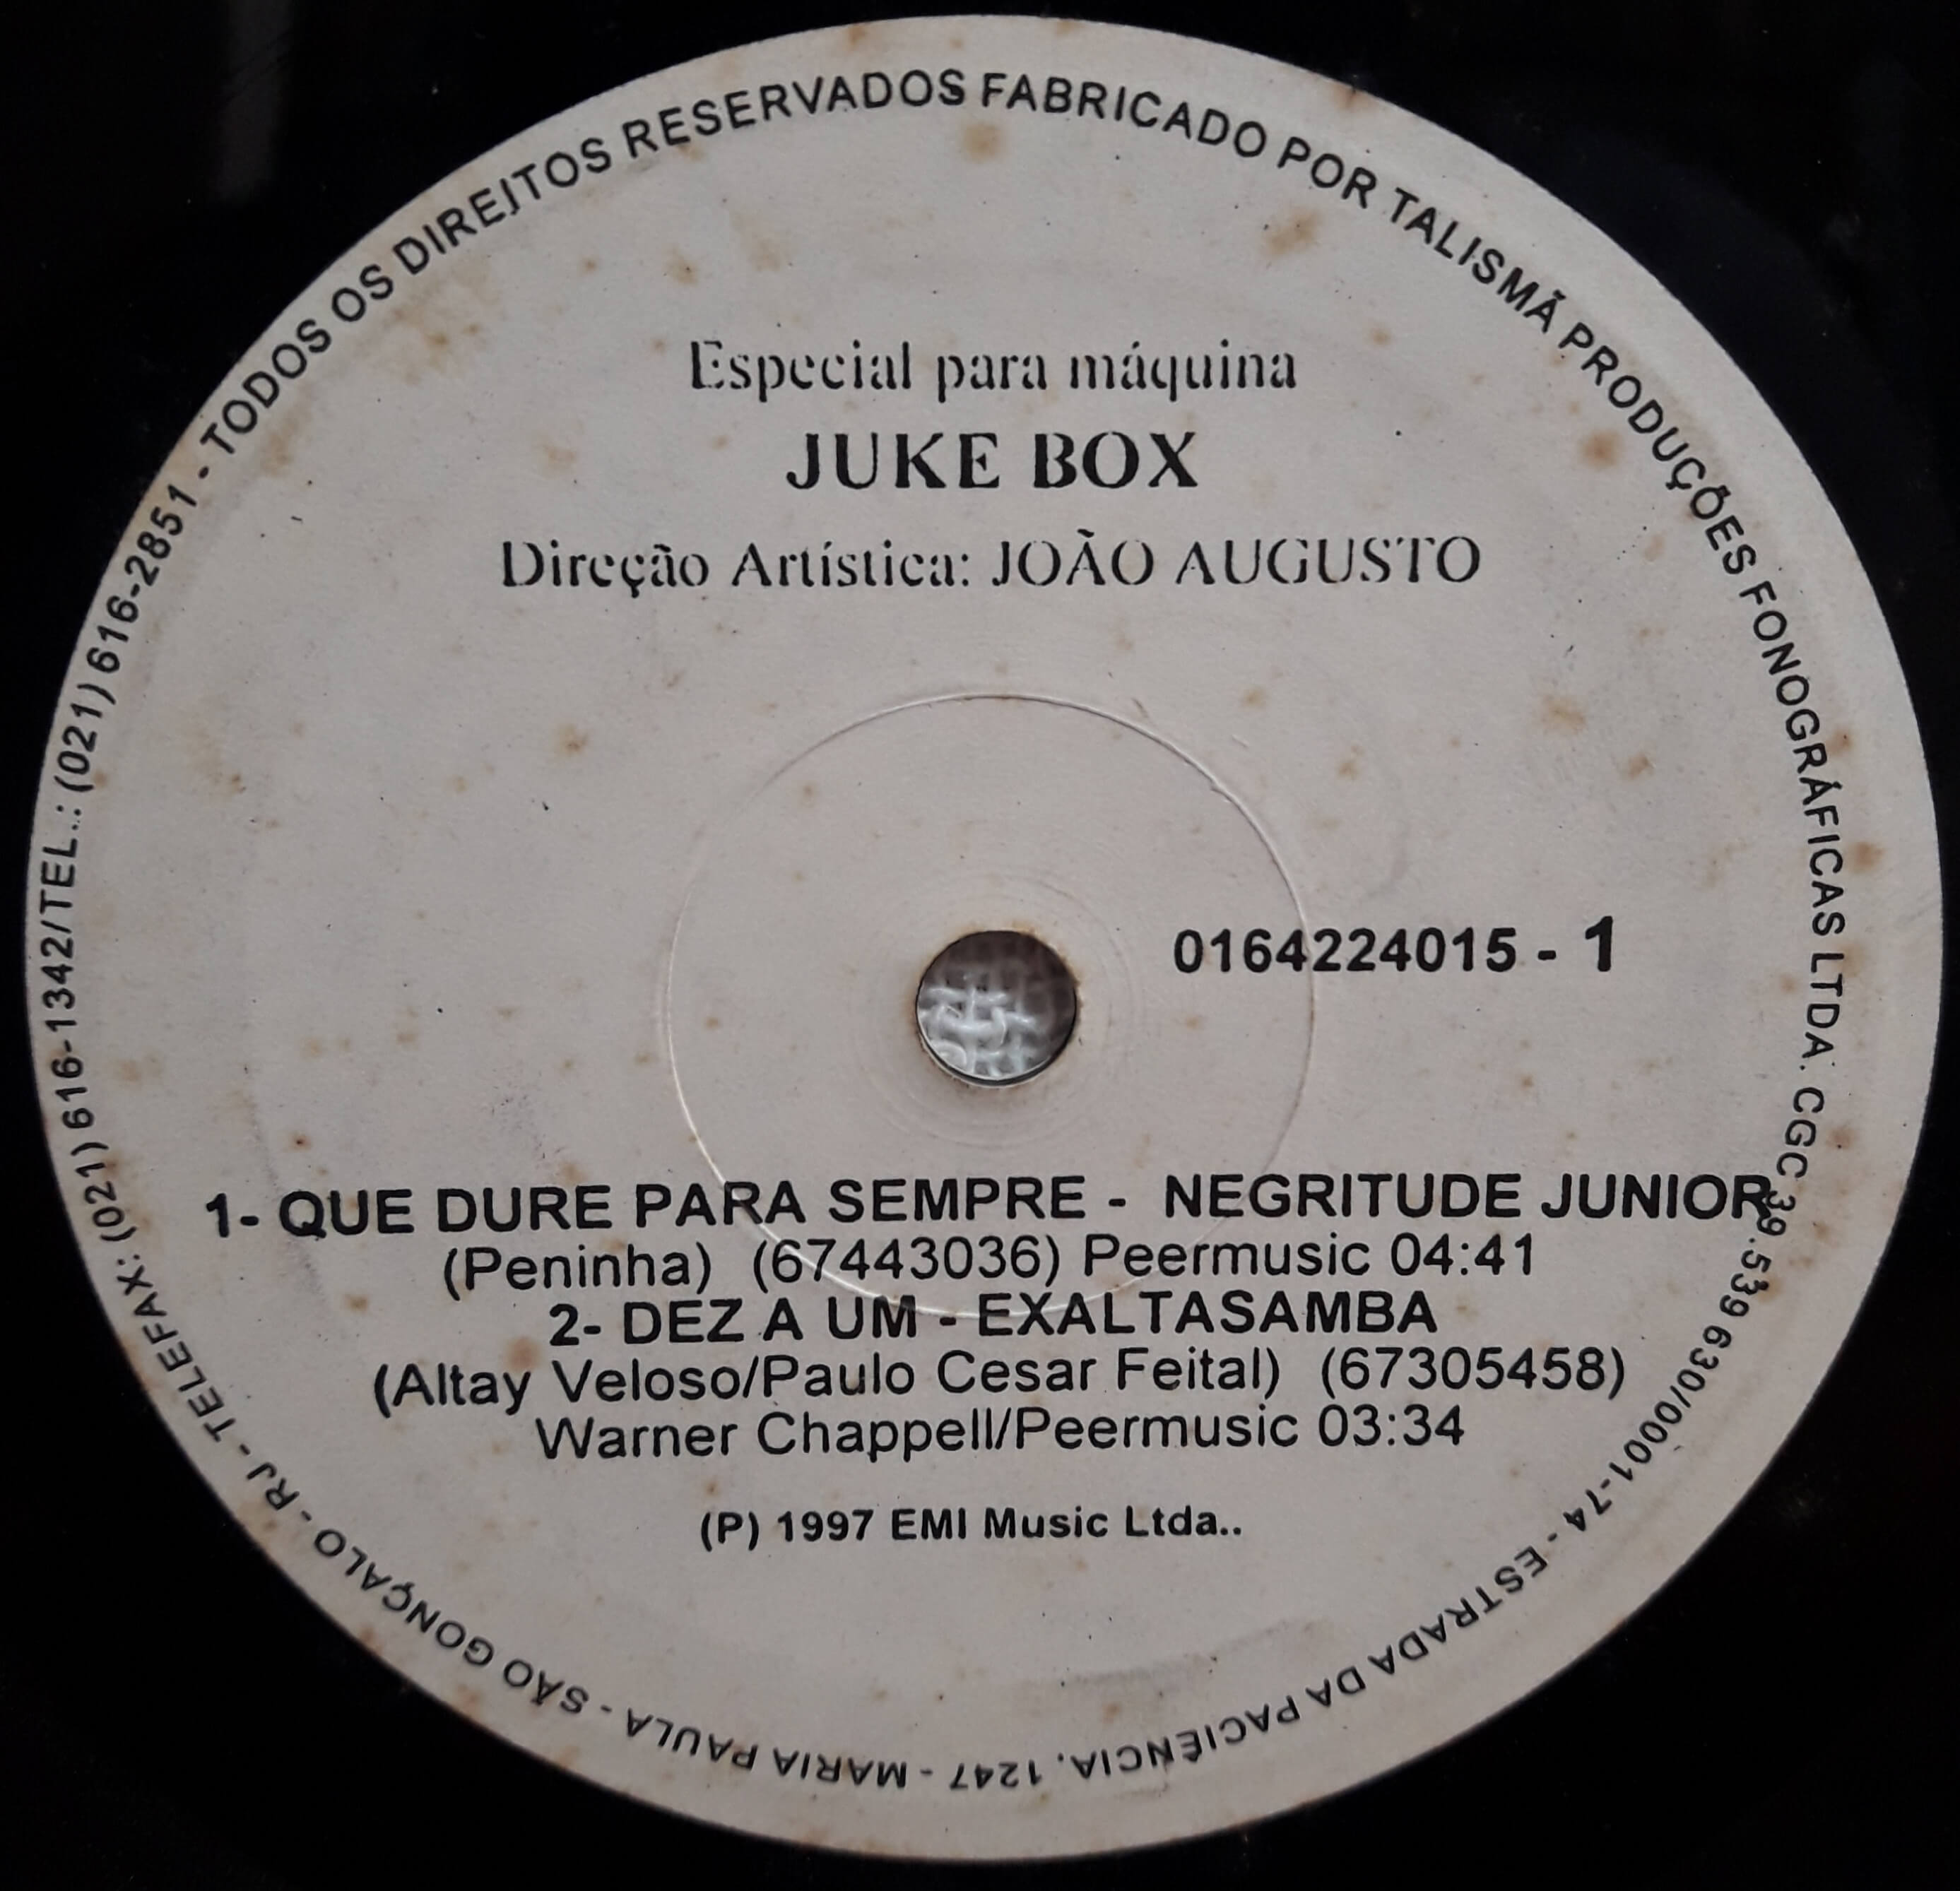 TODOS OS DIREITOS RESERVADOS FABRICADO POR TALISMÃ PRODUÇÕES FONOGRÁFICAS LTDA. CGC 39.539 630/0001-74 - ESTRADA DA PACIÊNCIA, 1247 - MARIA PAULA - SÃO GONÇALO - RJ - TELEFAX: (021) 616-1342/TEL.: (021) 616-2851 -
Especial para máquina
JUKE BOX
Direção Artística: JOÃO AUGUSTO
0164224015 - 1
1- QUE DURE PARA SEMPRE - NEGRITUDE JUNIOR
(Peninha) (67443036) Peermusic 04:41
2- DEZ A UM - EXALTASAMBA
(Altay Veloso/Paulo Cesar Feital) (67305458)
Warner Chappell/Peermusic 03:34
(P) 1997 EMI Music Ltda..